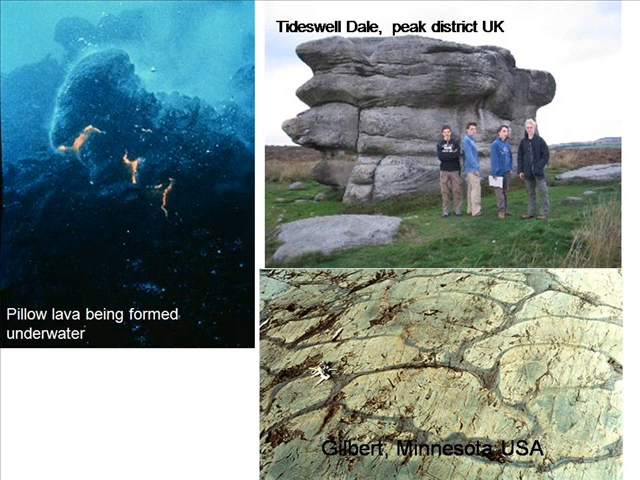 Tideswell Dale, peak district UK
Pillow lava being formed
underwater
Gilbert, Minnesota USA